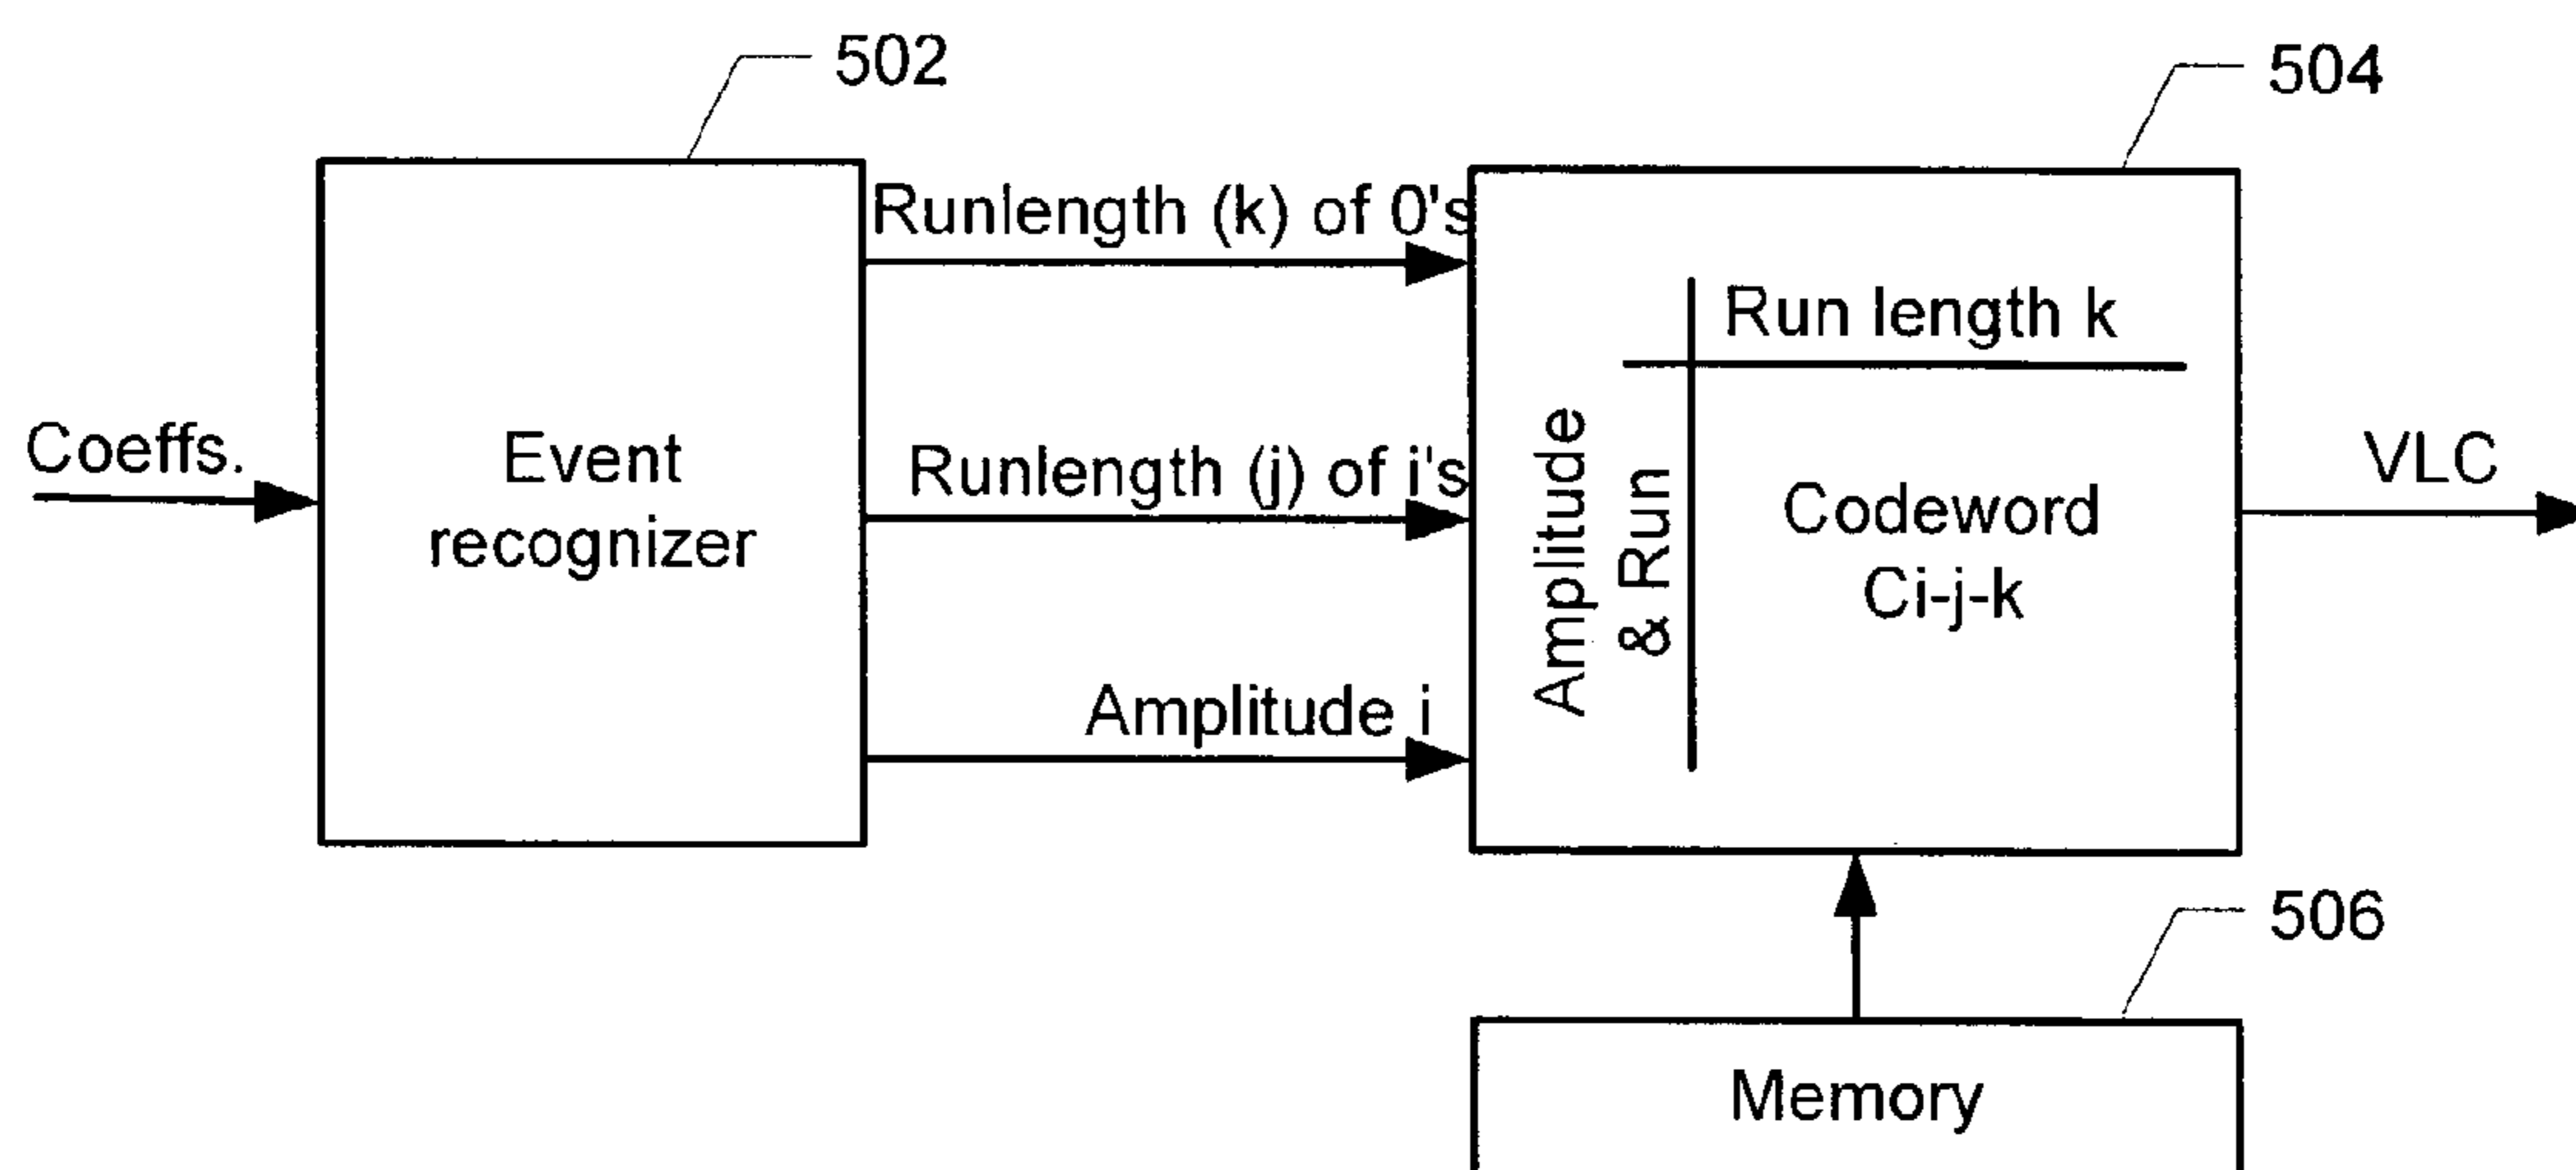 502
504
Runlength (k) of 0's
Run length k
Coeffs.
Event
recognizer
Runlength (j) of i's
Amplitude
& Run
Codeword
Ci-j-k
VLC
Amplitude i
506
Memory